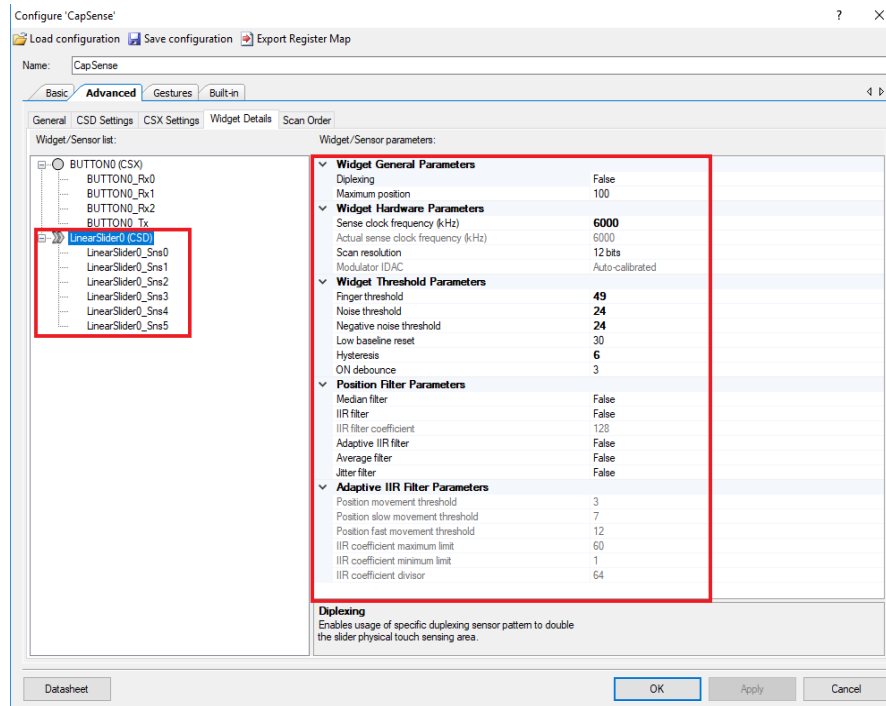 Configure 'CapSense'
? ×
Load configuration Save configuration Export Register Map
Name: CapSense
Basic Advanced Gestures Built-in
General CSD Settings CSX Settings Widget Details Scan Order
Widget/Sensor list: Widget/Sensor parameters:
BUTTON0 (CSX)
BUTTON0_Rx0
BUTTON0_Rx1
BUTTON0_Rx2
BUTTON0_Tx
LinearSlider0 (CSD)
LinearSlider0_Sns0
LinearSlider0_Sns1
LinearSlider0_Sns2
LinearSlider0_Sns3
LinearSlider0_Sns4
LinearSlider0_Sns5
Widget General Parameters
Diplexing False
Maximum position 100
Widget Hardware Parameters
Sense clock frequency (kHz) 6000
Actual sense clock frequency (kHz) 6000
Scan resolution 12 bits
Modulator IDAC Auto-calibrated
Widget Threshold Parameters
Finger threshold 49
Noise threshold 24
Negative noise threshold 24
Low baseline reset 30
Hysteresis 6
ON debounce 3
Position Filter Parameters
Median filter False
IIR filter False
IIR filter coefficient 128
Adaptive IIR filter False
Average filter False
Jitter filter False
Adaptive IIR Filter Parameters
Position movement threshold 3
Position slow movement threshold 7
Position fast movement threshold 12
IIR coefficient maximum limit 60
IIR coefficient minimum limit 1
IIR coefficient divisor 64
Diplexing
Enables usage of specific duplexing sensor pattern to double
the slider physical touch sensing area.
Datasheet OK Apply Cancel